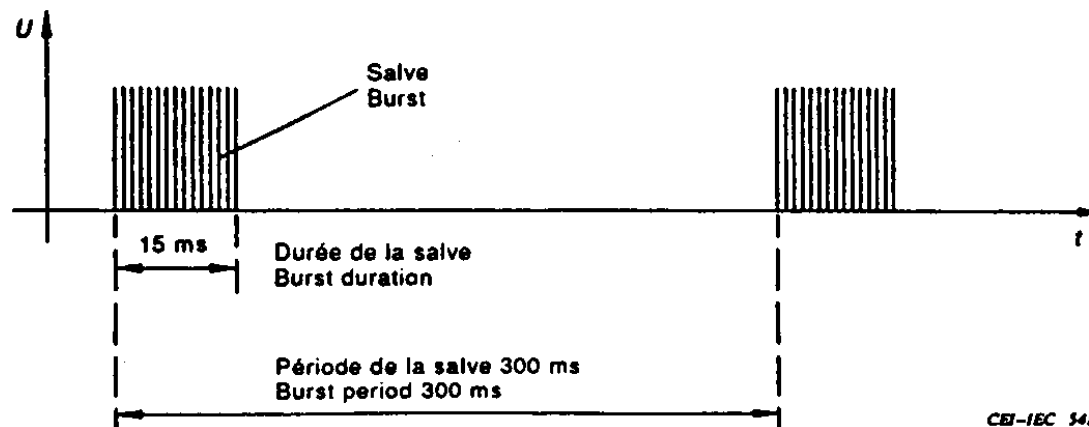 U
Salve
Burst
t
15 ms
Durée de la salve
Burst duration
Période de la salve 300 ms
Burst period 300 ms
CEI-IEC